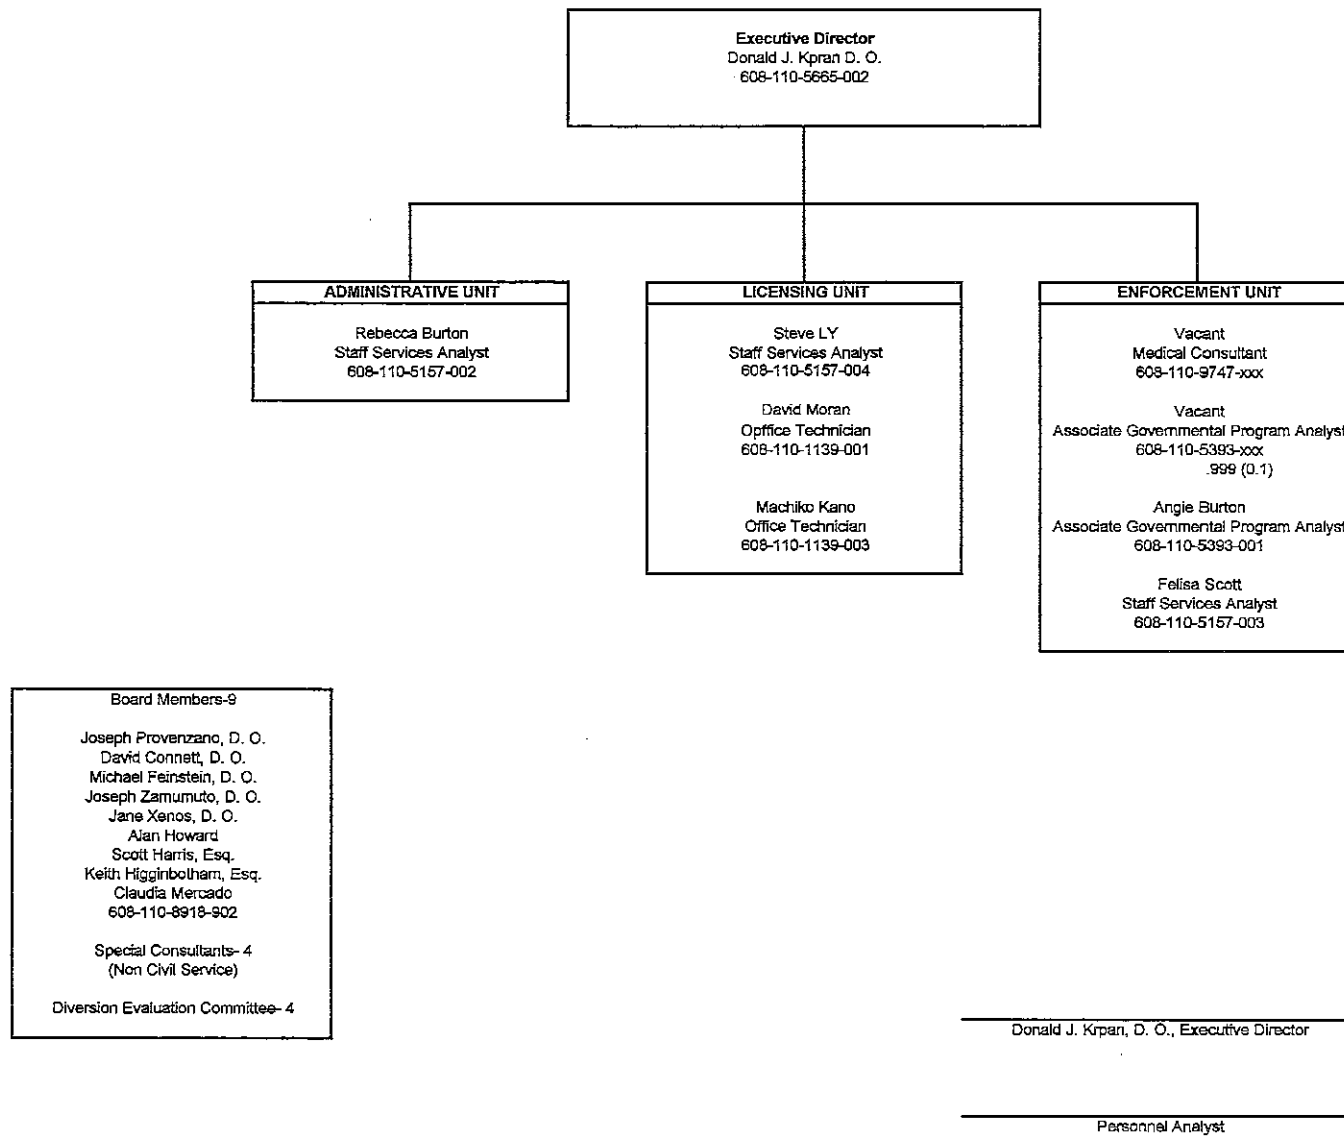 Executive Director
Donald J. Kpran D. O.
608-110-5665-002
ADMINISTRATIVE UNIT
Rebecca Burton
Staff Services Analyst
608-110-5157-002
LICENSING UNIT
Steve LY
Staff Services Analyst
608-110-5157-004
David Moran
Opffice Technician
608-110-1139-001
Machiko Kano
Office Technician
608-110-1139-003
ENFORCEMENT UNIT
Vacant
Medical Consultant
608-110-9747-xxx
Vacant
Associate Governmental Program Analyst
608-110-5393-xxx
.999 (0.1)
Angie Burton
Associate Governmental Program Analyst
608-110-5393-001
Felisa Scott
Staff Services Analyst
608-110-5157-003
Board Members-9
Joseph Provenzano, D. O.
David Connett, D. O.
Michael Feinstein, D. O.
Joseph Zamumuto, D. O.
Jane Xenos, D. O.
Alan Howard
Scott Harris, Esq.
Keith Higginbotham, Esq.
Claudia Mercado
608-110-8918-902
Special Consultants- 4
(Non Civil Service)
Diversion Evaluation Committee- 4
Donald J. Krpan, D. O., Executive Director
Personnel Analyst